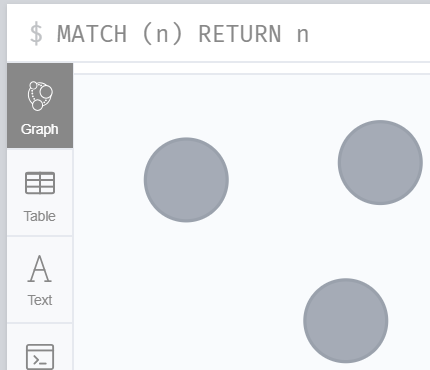 $ MATCH (n) RETURN n
Graph
Table
Text